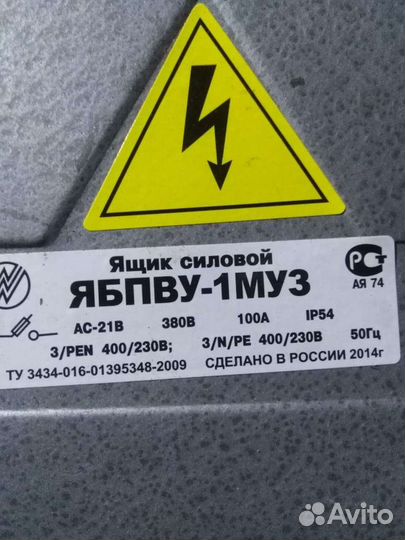 Ящик силовой
ЯБПВУ-1МУ3
АЯ 74
АС-21В 380В 100А IP54
3/PEN 400/230В; 3/N/PE 400/230В 50Гц
ТУ 3434-016-01395348-2009 СДЕЛАНО В РОССИИ 2014г
Avito